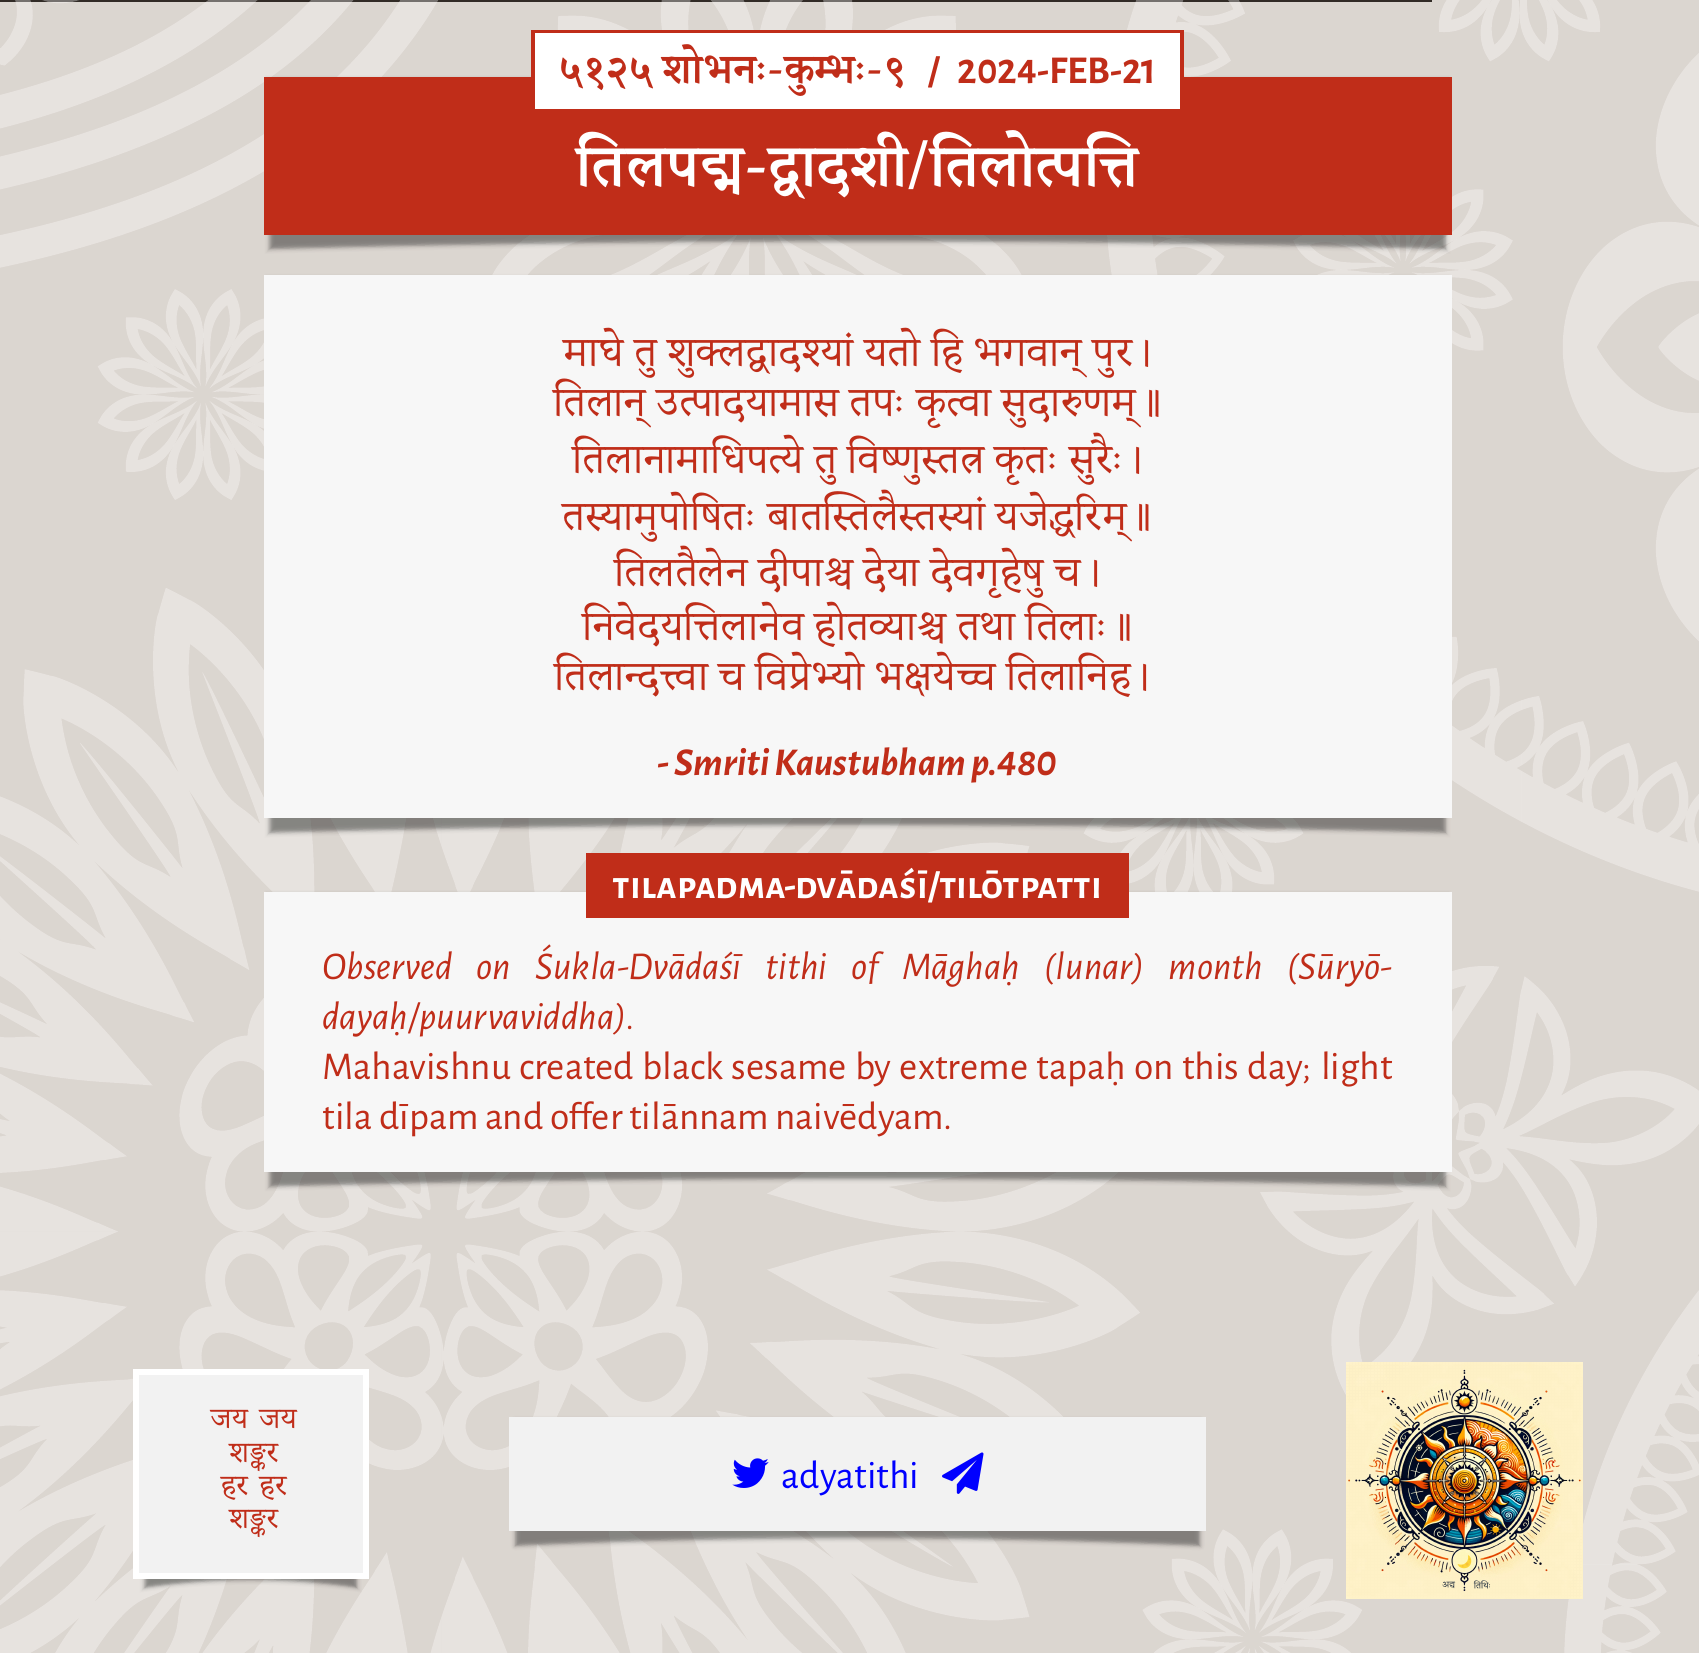 ५१२५ शोभनः-कुम्भः-९ / 2024-FEB-21
तिलपद्म-द्वादशी/तिलोत्पत्ति
माघे तु शुक्लद्वादश्यां यतो हि भगवान् पुर।
तिलान् उत्पादयामास तपः कृत्वा सुदारुणम्॥
तिलानामाधिपत्ये तु विष्णुस्तत्र कृतः सुरैः।
तस्यामुपोषितः बातस्तिलैस्तस्यां यजेद्धरिम्॥
तिलतैलेन दीपाश्च देया देवगृहेषु च।
निवेदयत्तिलानेव होतव्याश्च तथा तिलाः॥
तिलान्दत्त्वा च विप्रेभ्यो भक्षयेच्च तिलानिह।
- Smriti Kaustubham p.480
TILAPADMA-DVĀDAŚĪ/TILŌTPATTI
Observed on Śukla-Dvādaśī tithi of Māghaḥ (lunar) month (Sūryō-
dayaḥ/puurvaviddha).
Mahavishnu created black sesame by extreme tapaḥ on this day; light
tila dīpam and offer tilānnam naivēdyam.
जय जय
शङ्कर
हर हर
शङ्कर
adyatithi
अद्य तिथिः